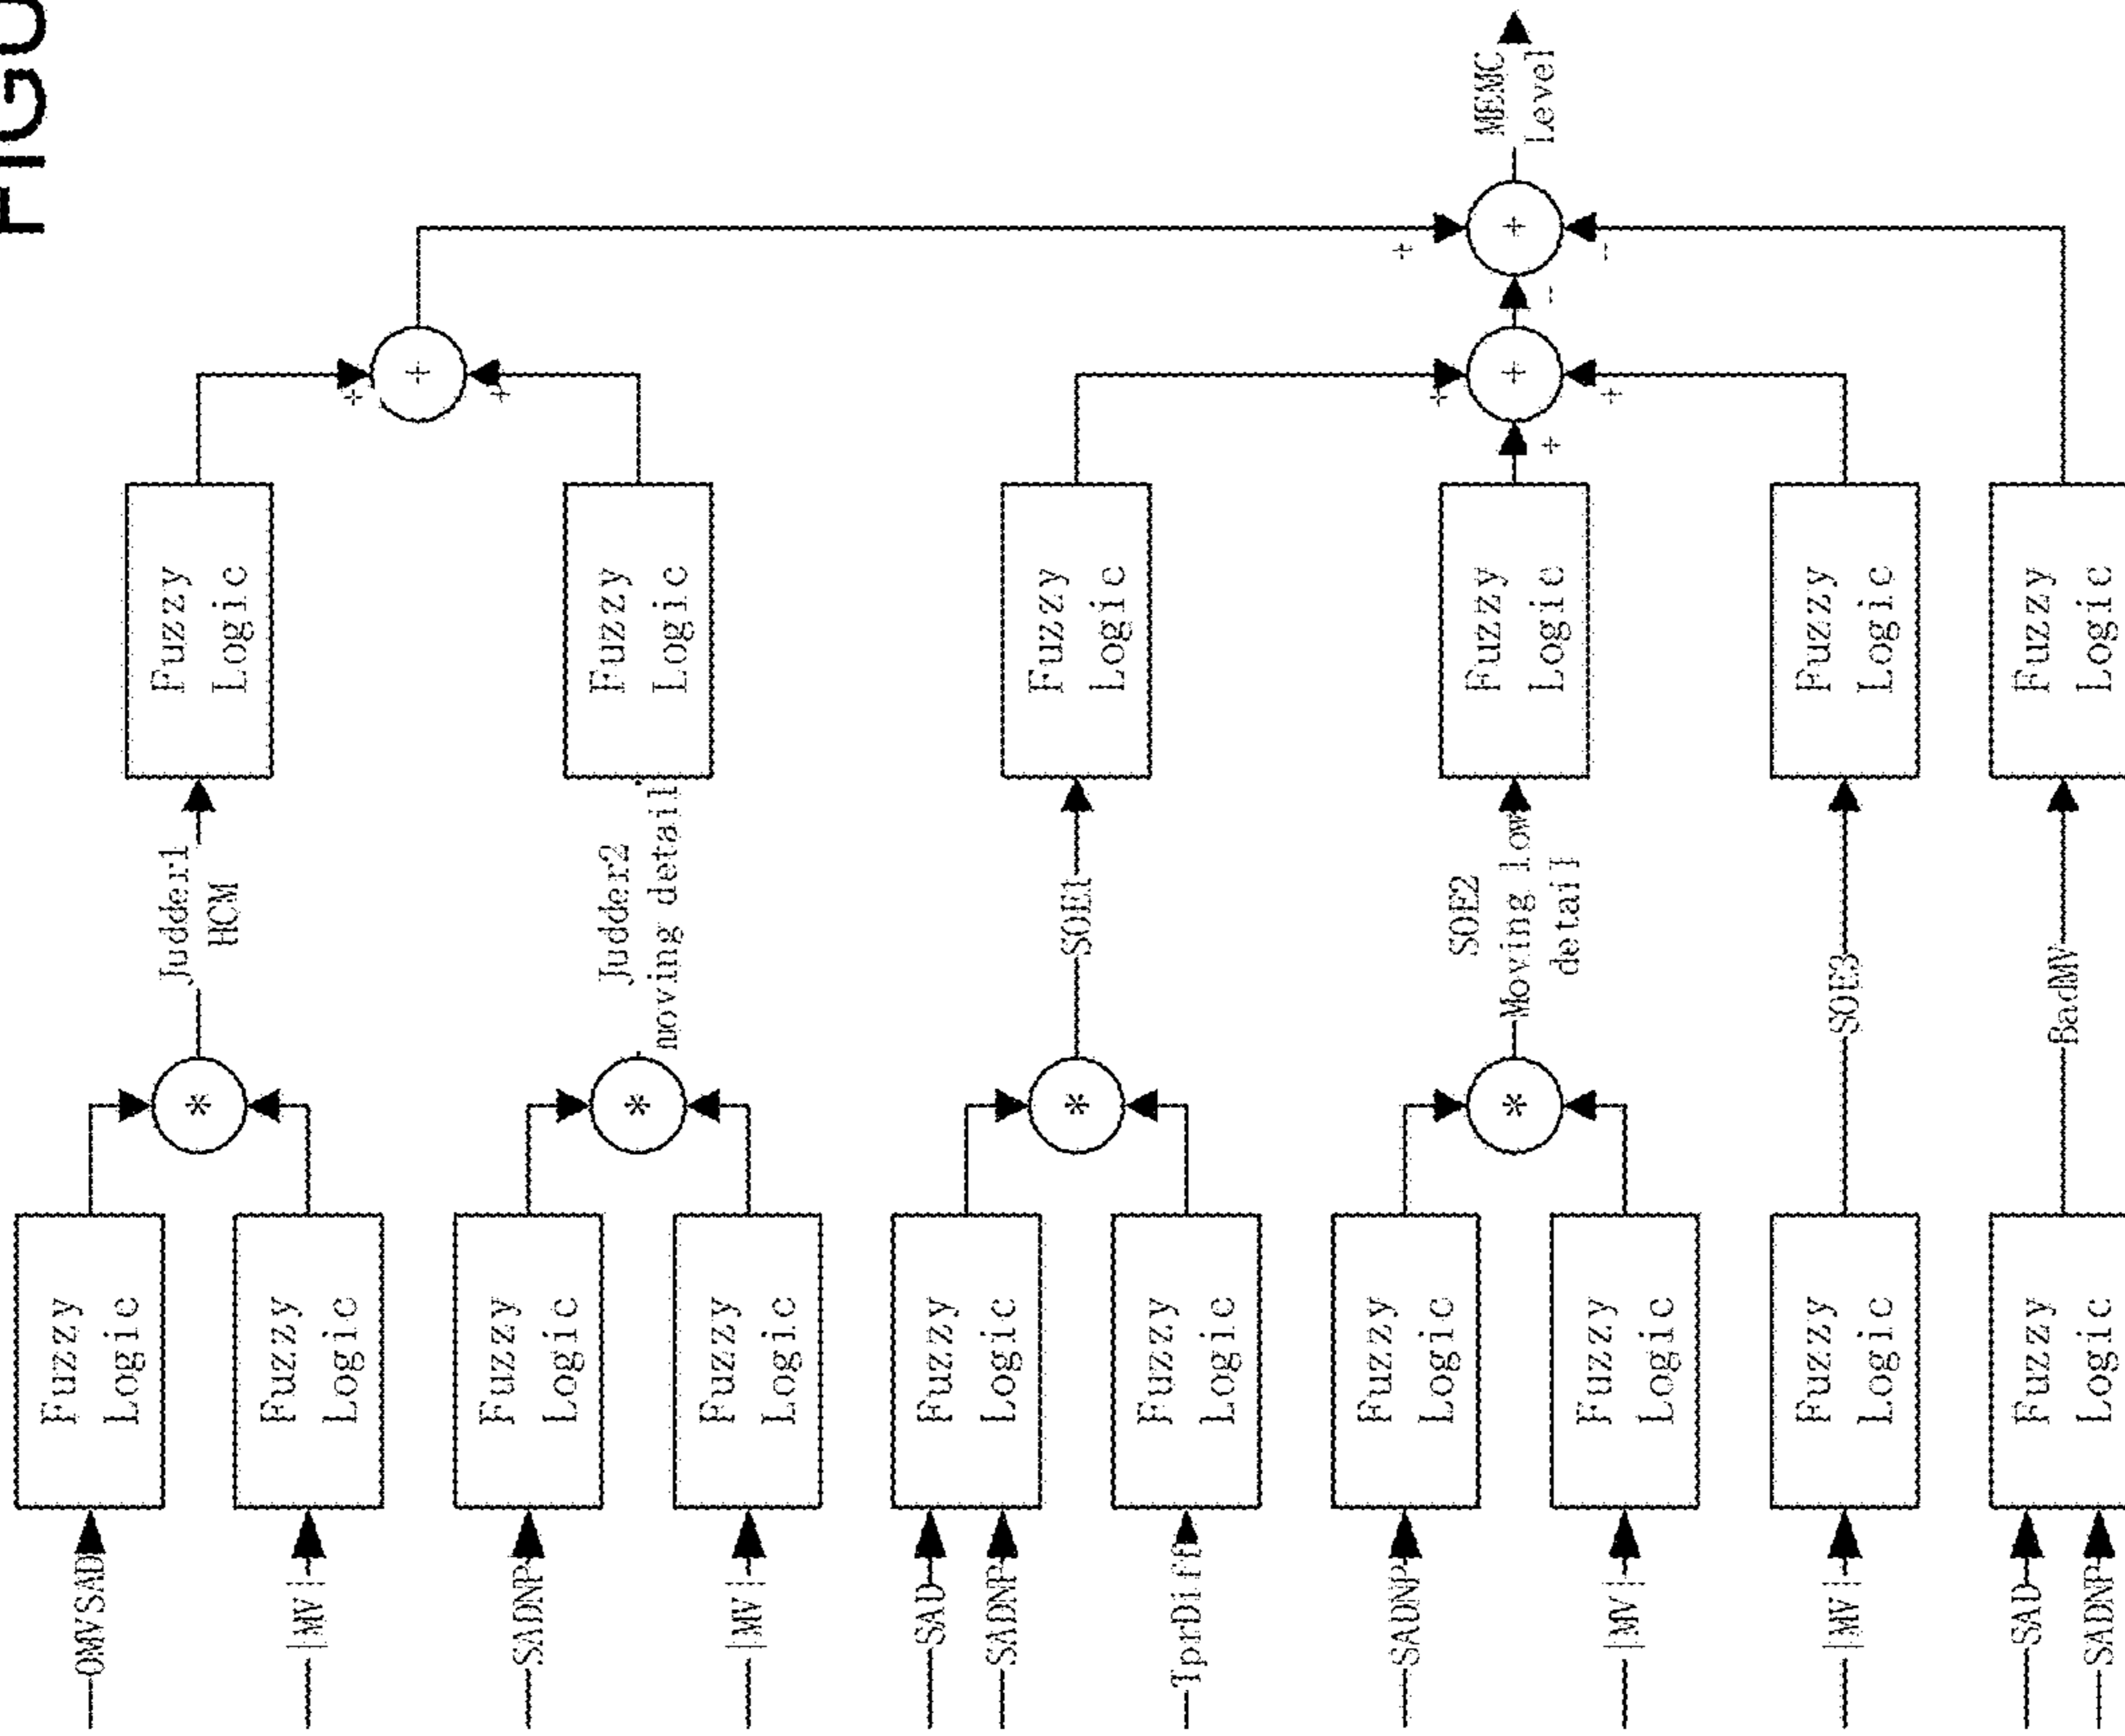 FIGU
OMVSAD
|MV|
SADNP
|MV|
SAD
SADNP
TprDiff
SADNP
|MV|
|MV|
SAD
SADNP
Fuzzy
Logic
Fuzzy
Logic
Fuzzy
Logic
Fuzzy
Logic
Fuzzy
Logic
Fuzzy
Logic
Fuzzy
Logic
Fuzzy
Logic
Fuzzy
Logic
Fuzzy
Logic
*
*
*
*
Judder1
HCM
Judder2
moving detail
SOE1
SOE2
Moving low
detail
SOE3
BadMV
Fuzzy
Logic
Fuzzy
Logic
Fuzzy
Logic
Fuzzy
Logic
Fuzzy
Logic
Fuzzy
Logic
+
+
+
+
+
+
+
+
-
-
+
MEMC
Level